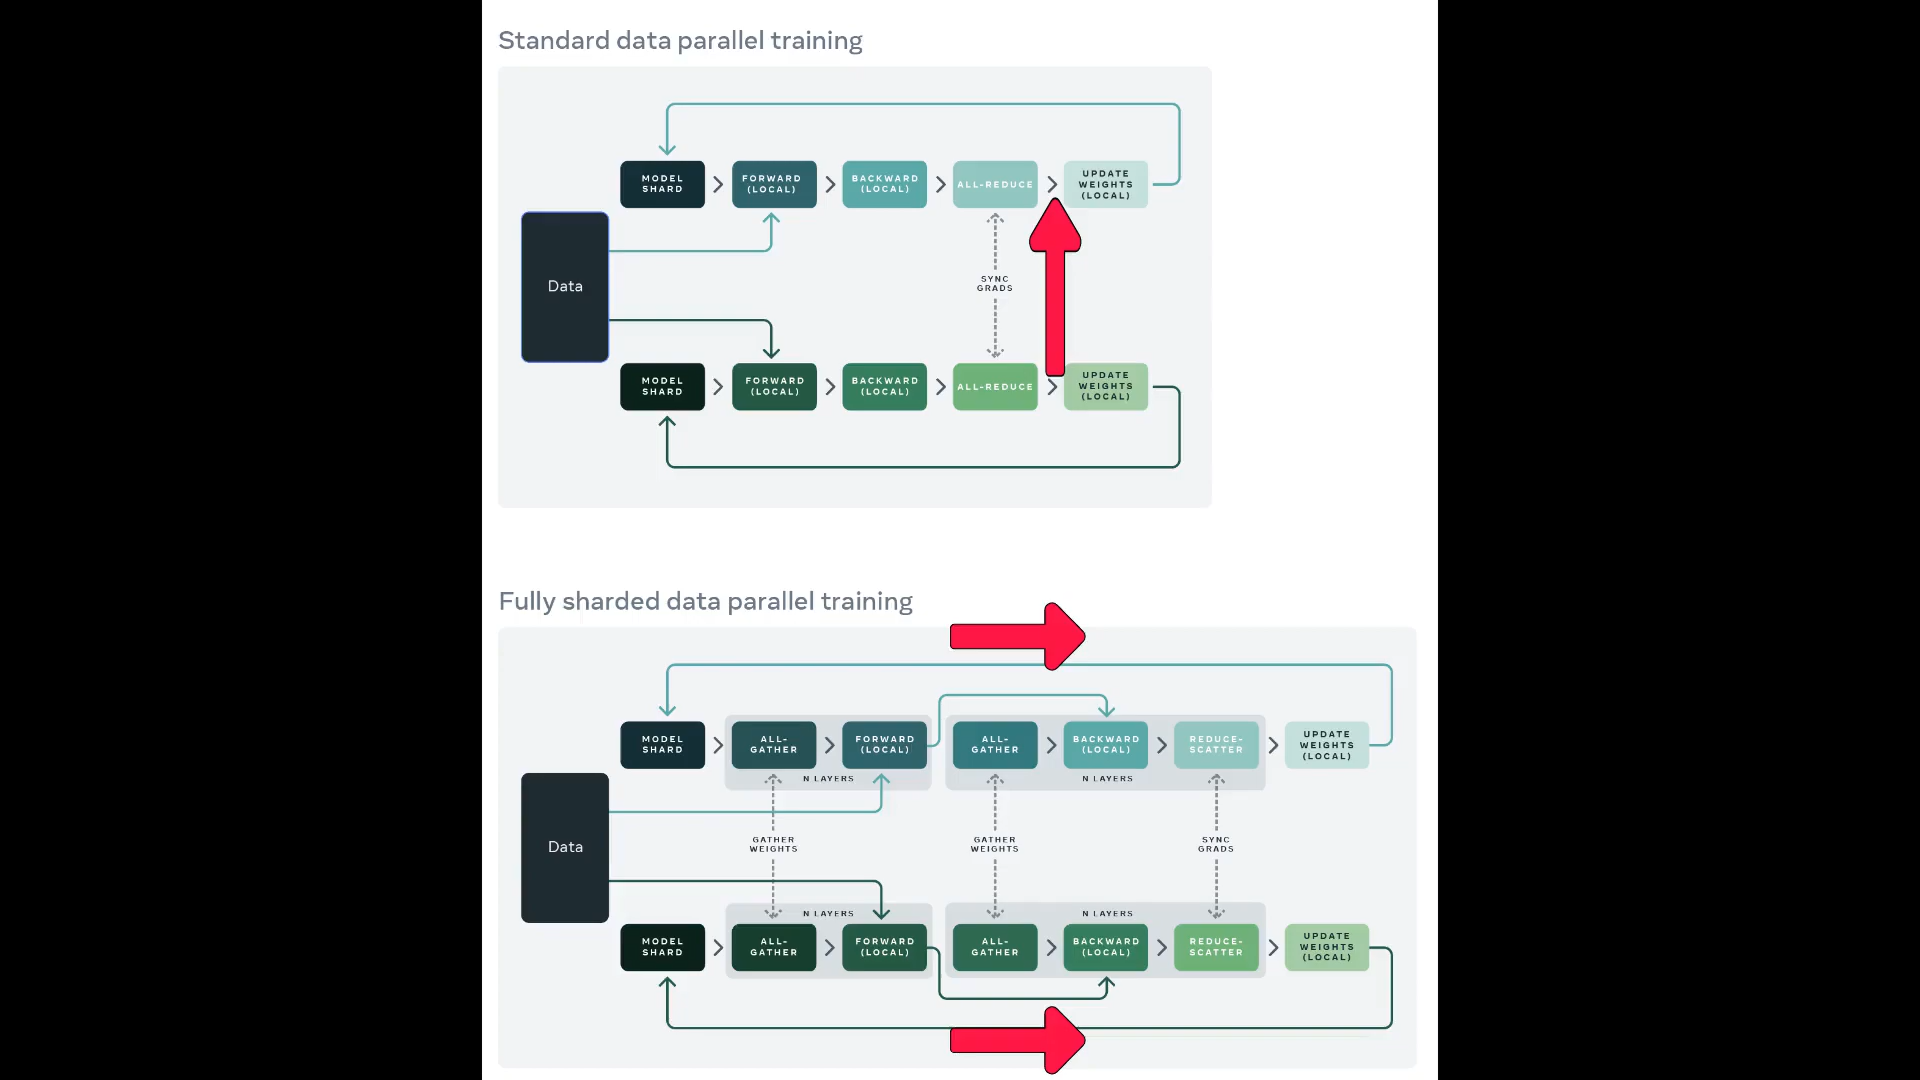 Standard data parallel training
MODEL
SHARD
FORWARD
(LOCAL)
BACKWARD
(LOCAL)
ALL-REDUCE
UPDATE
WEIGHTS
(LOCAL)
Data
SYNC
GRADS
MODEL
SHARD
FORWARD
(LOCAL)
BACKWARD
(LOCAL)
ALL-REDUCE
UPDATE
WEIGHTS
(LOCAL)
Fully sharded data parallel training
MODEL
SHARD
ALL-
GATHER
FORWARD
(LOCAL)
N LAYERS
ALL-
GATHER
BACKWARD
(LOCAL)
REDUCE-
SCATTER
N LAYERS
UPDATE
WEIGHTS
(LOCAL)
Data
GATHER
WEIGHTS
GATHER
WEIGHTS
SYNC
GRADS
N LAYERS
N LAYERS
MODEL
SHARD
ALL-
GATHER
FORWARD
(LOCAL)
ALL-
GATHER
BACKWARD
(LOCAL)
REDUCE-
SCATTER
UPDATE
WEIGHTS
(LOCAL)